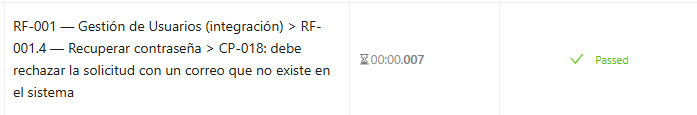 RF-001 — Gestión de Usuarios (integración) > RF-
001.4 — Recuperar contraseña > CP-018: debe
rechazar la solicitud con un correo que no existe en
el sistema
⌛00:00.007
✓ Passed